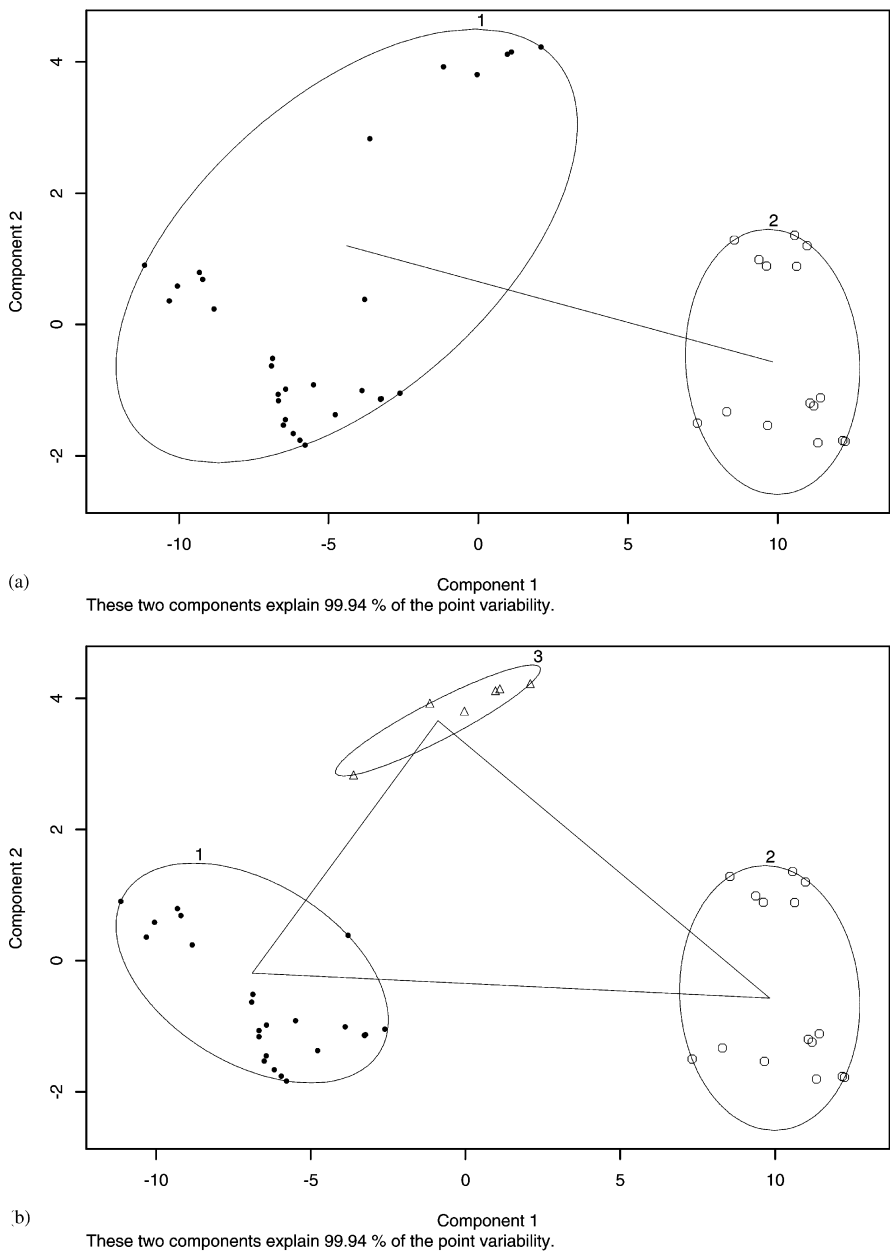 1
4
2
2
0
-2
Component 2
-10 -5 0 5 10
(a)
Component 1
These two components explain 99.94 % of the point variability.
3
4
2
1
2
0
-2
Component 2
-10 -5 0 5 10
b)
Component 1
These two components explain 99.94 % of the point variability.